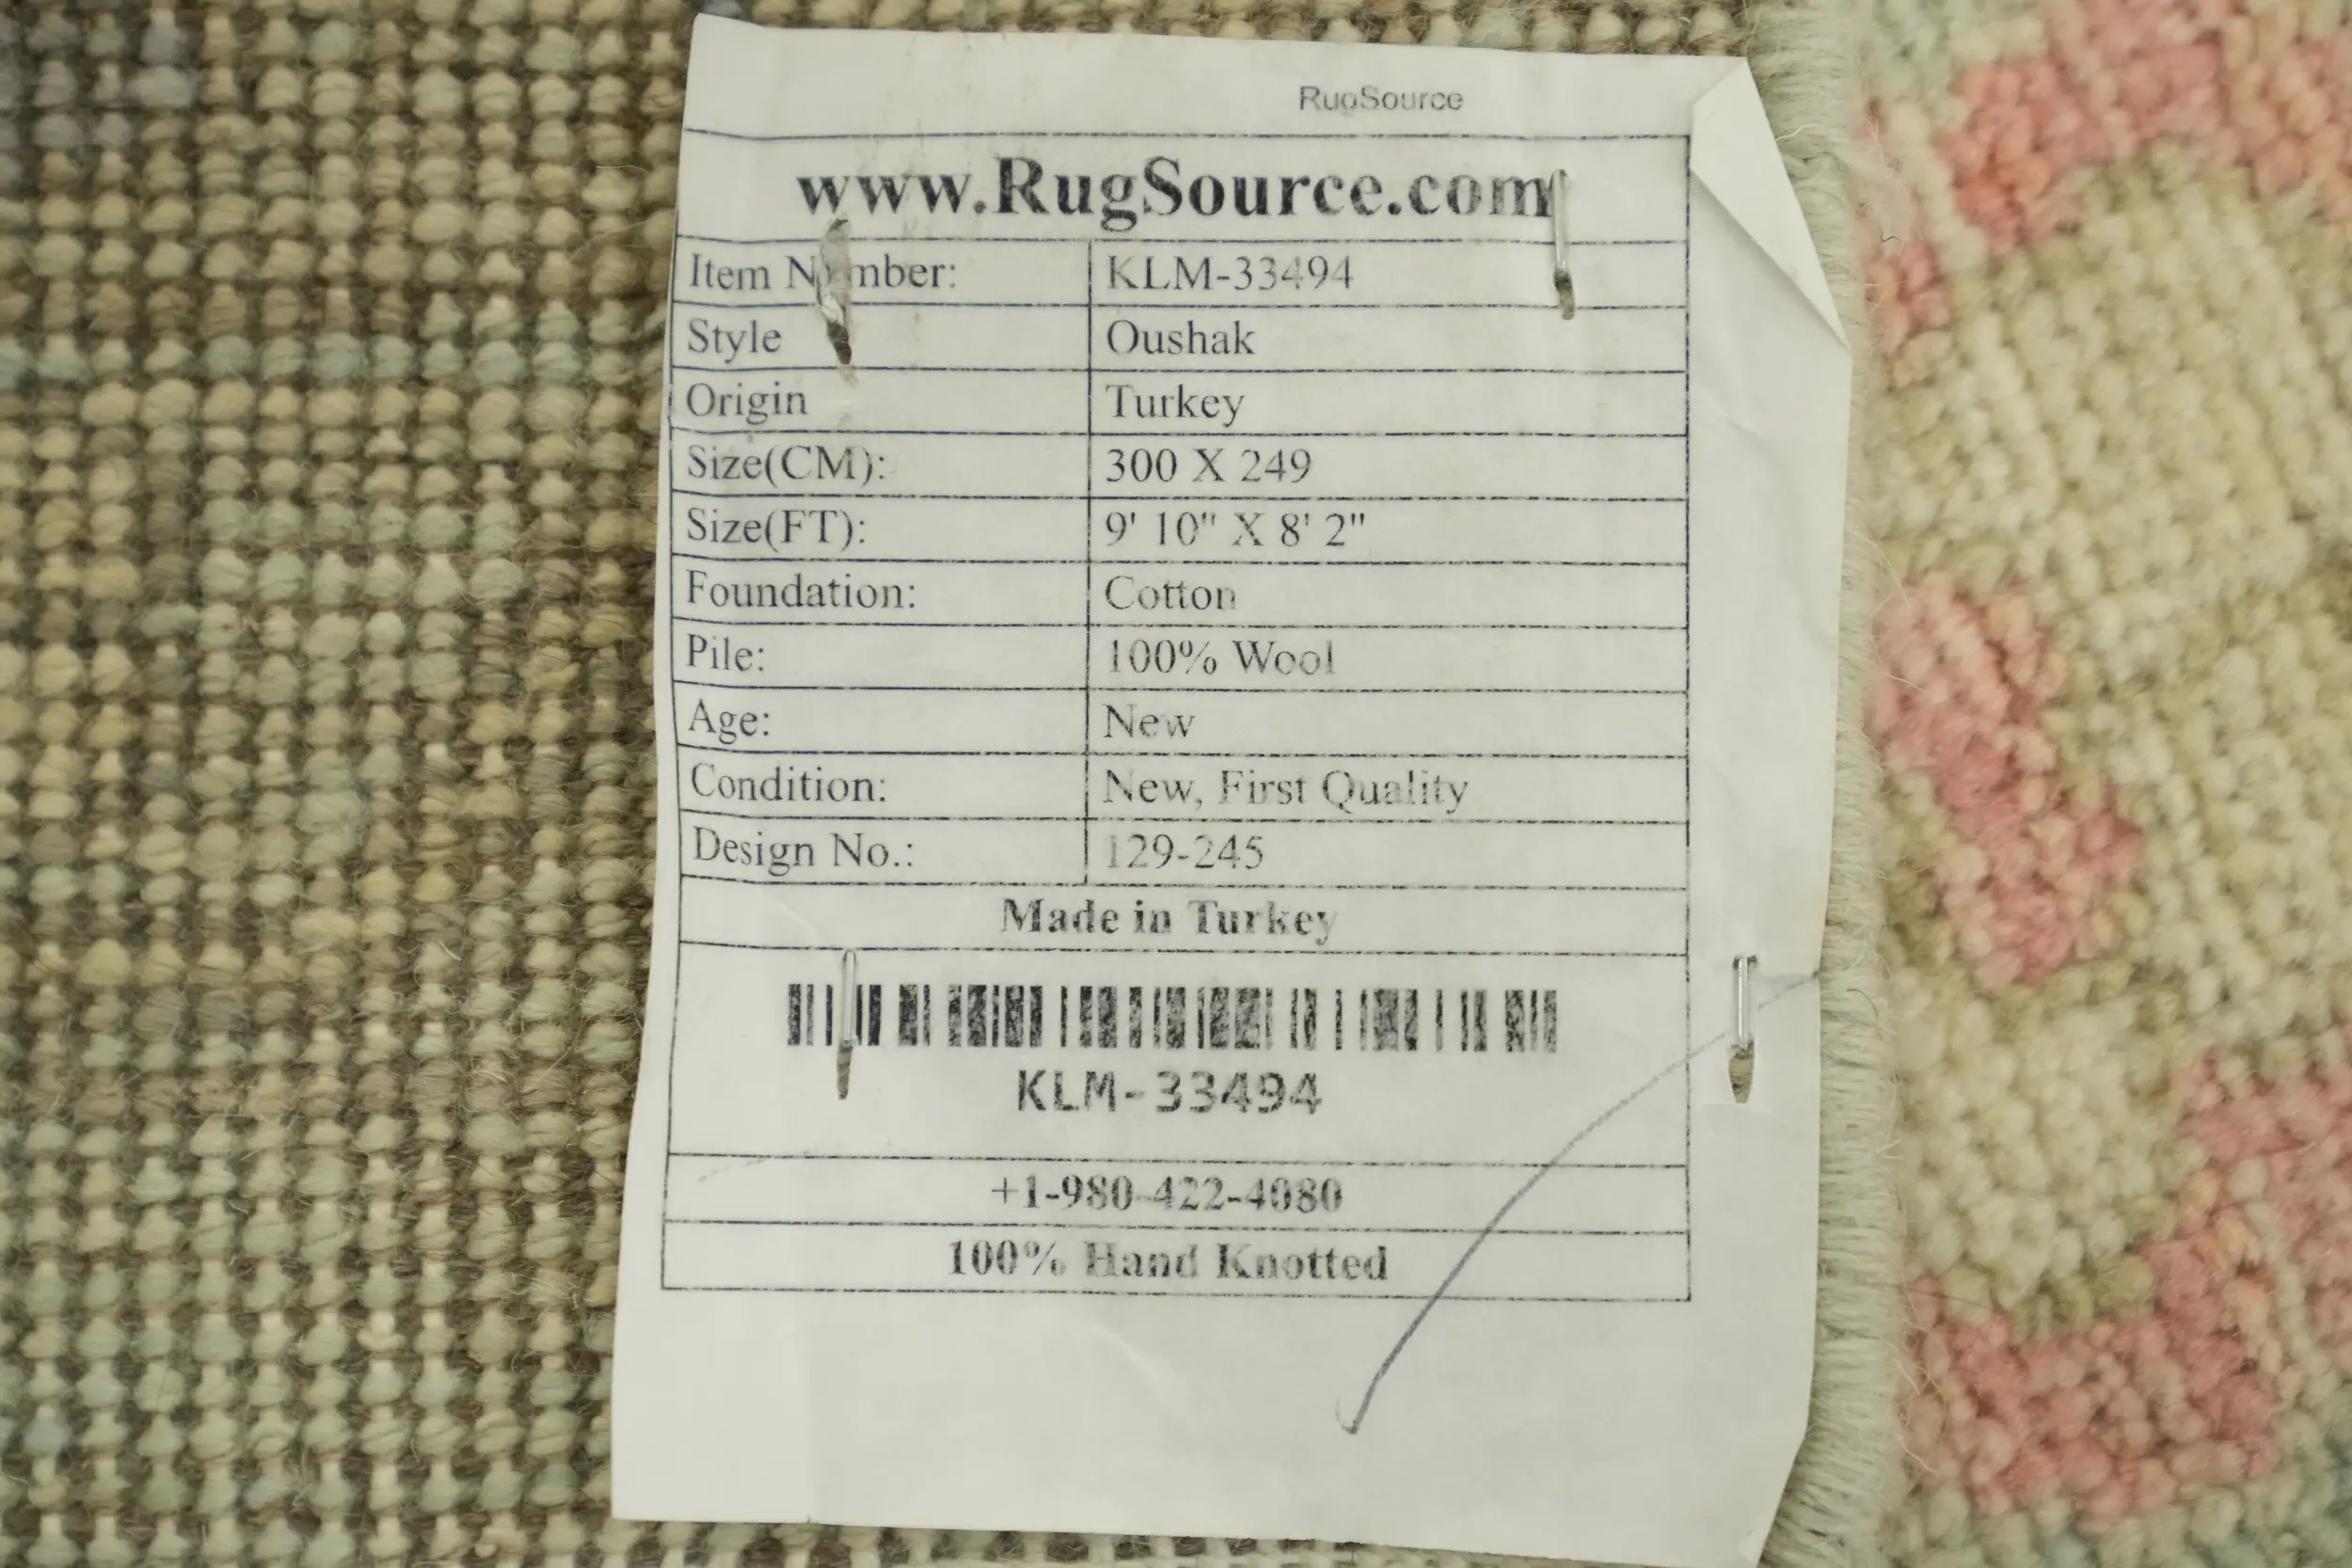 RugSource
www.RugSource.com
Item Number: KLM-33494
Style Oushak
Origin Turkey
Size(CM): 300 X 249
Size(FT): 9' 10" X 8' 2"
Foundation: Cotton
Pile: 100% Wool
Age: New
Condition: New, First Quality
Design No.: 129-245
Made in Turkey
KLM-33494
+1-980-422-4080
100% Hand Knotted